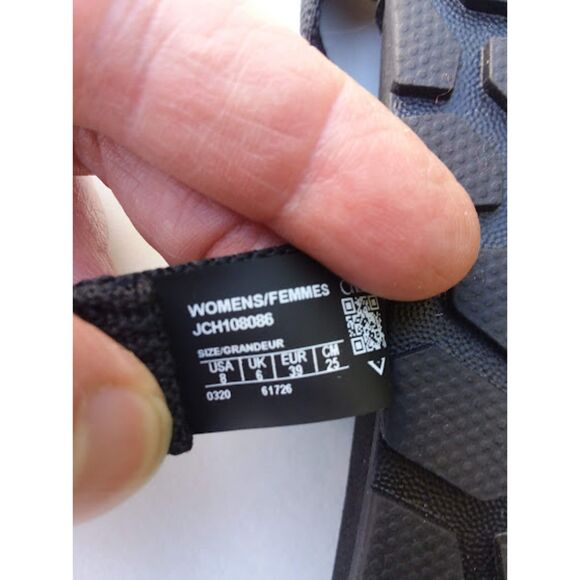 WOMENS/FEMMES
JCH108086
SIZE/GRANDEUR
USA UK EUR CM
8 6 39 25
0320 61726